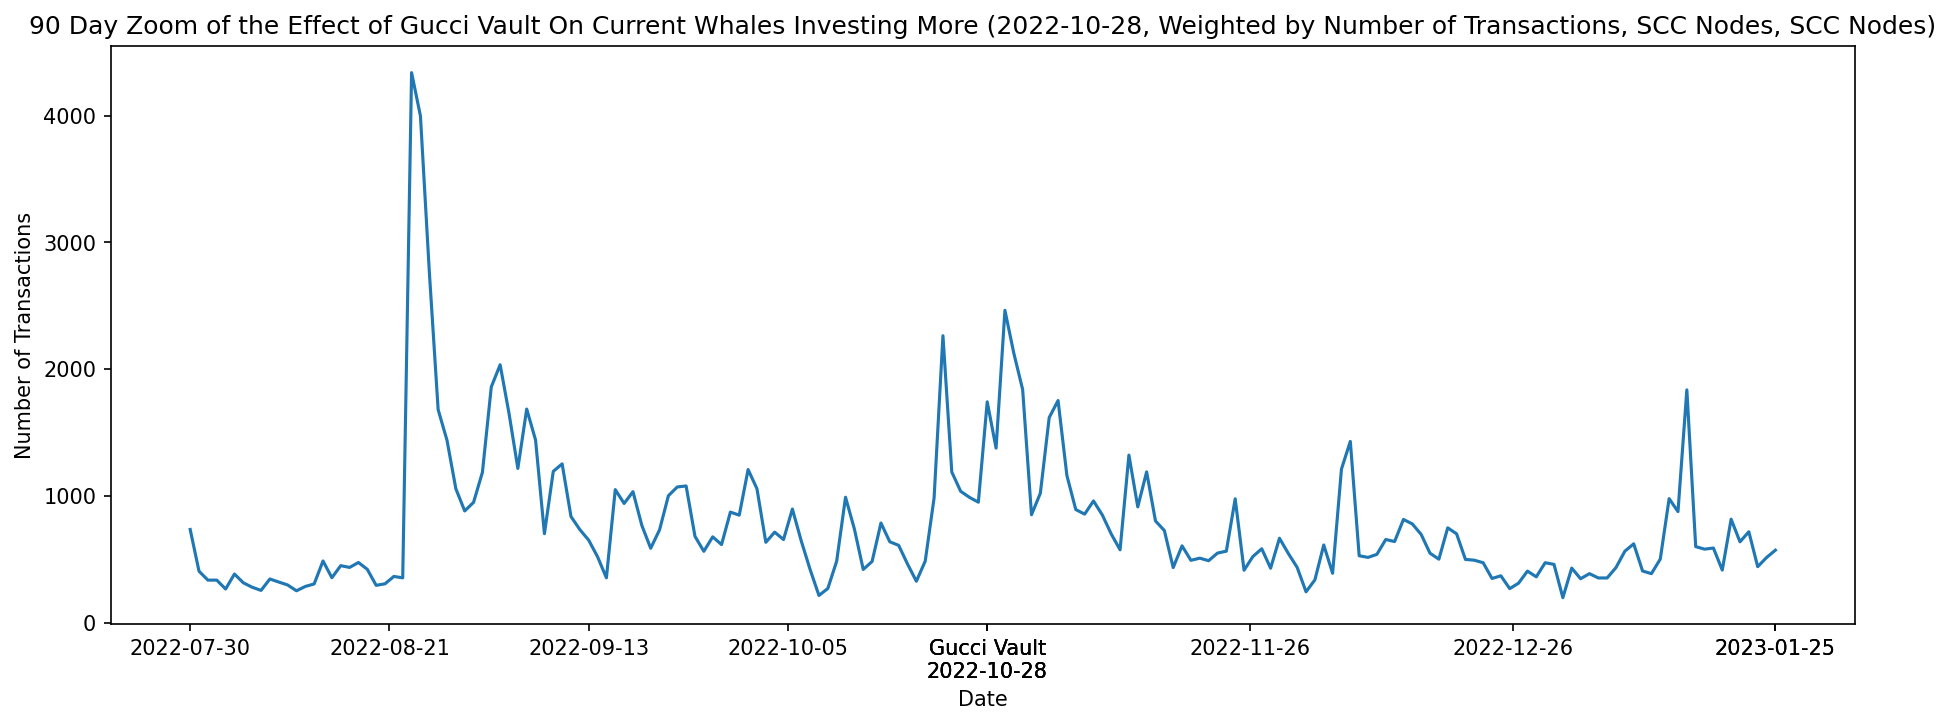 90 Day Zoom of the Effect of Gucci Vault On Current Whales Investing More (2022-10-28, Weighted by Number of Transactions, SCC Nodes, SCC Nodes)
Number of Transactions
4000
3000
2000
1000
0
2022-07-30 2022-08-21 2022-09-13 2022-10-05 Gucci Vault 2022-11-26 2022-12-26 2023-01-25
2022-10-28
Date